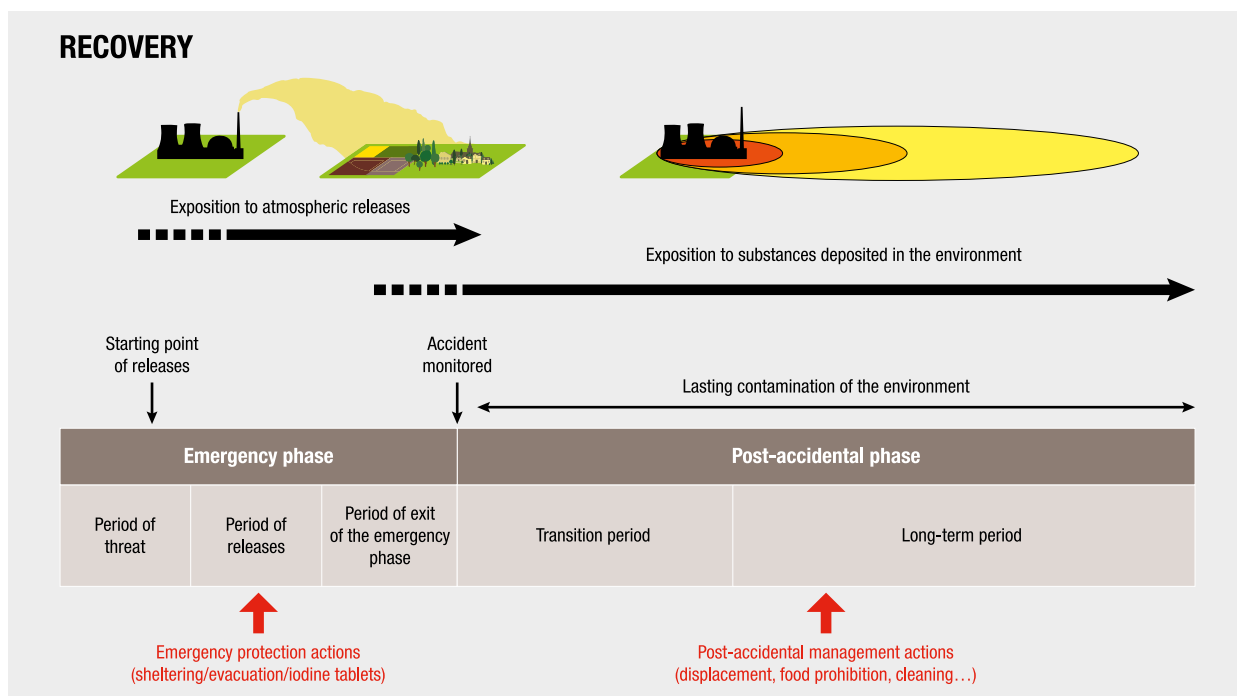 RECOVERY
Exposition to atmospheric releases
Exposition to substances deposited in the environment
Starting point
of releases
Accident
monitored
Lasting contamination of the environment
Emergency phase
Post-accidental phase
Period of
threat
Period of
releases
Period of exit
of the emergency
phase
Transition period
Long-term period
Emergency protection actions
(sheltering/evacuation/iodine tablets)
Post-accidental management actions
(displacement, food prohibition, cleaning…)